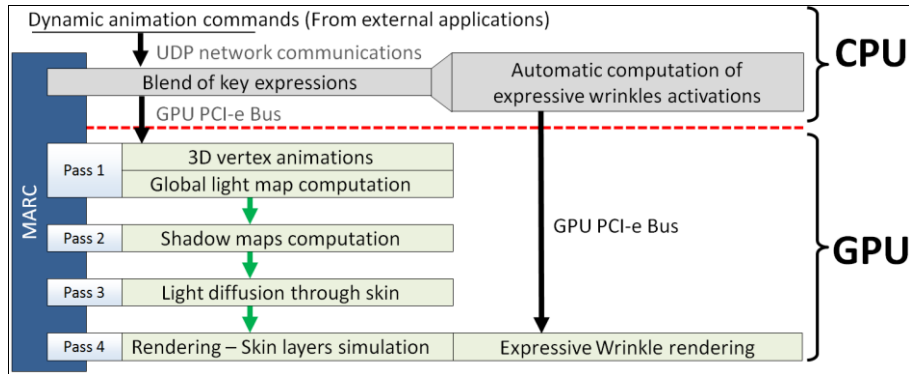 Dynamic animation commands (From external applications)
UDP network communications
Blend of key expressions
Automatic computation of
expressive wrinkles activations
CPU
GPU PCI-e Bus
MARC
Pass 1
3D vertex animations
Global light map computation
GPU PCI-e Bus
Pass 2
Shadow maps computation
GPU
Pass 3
Light diffusion through skin
Pass 4
Rendering – Skin layers simulation
Expressive Wrinkle rendering